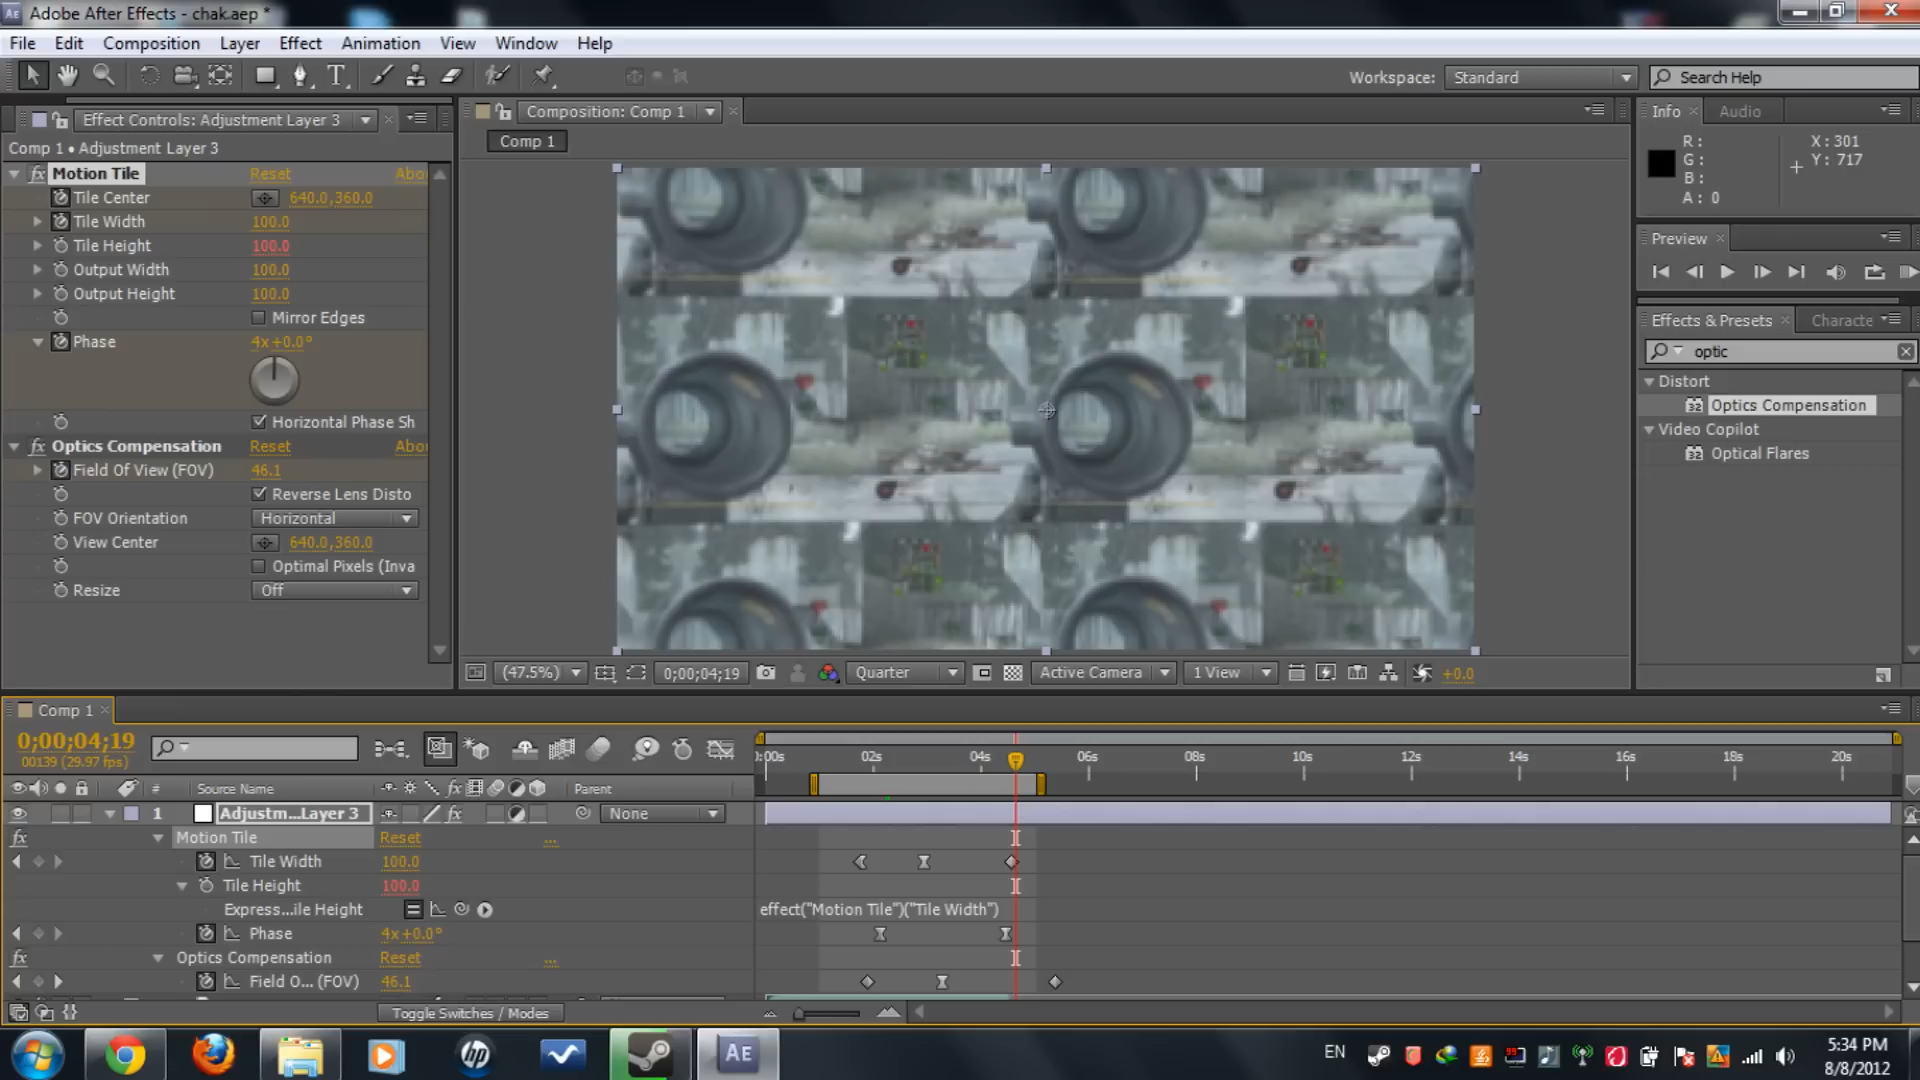 Adobe After Effects - chak.aep *
File Edit Composition Layer Effect Animation View Window Help
Workspace: Standard Search Help
Effect Controls: Adjustment Layer 3
Comp 1 • Adjustment Layer 3
Motion Tile Reset Abo
Tile Center 640.0,360.0
Tile Width 100.0
Tile Height 100.0
Output Width 100.0
Output Height 100.0
Mirror Edges
Phase 4x+0.0°
Horizontal Phase Sh
Optics Compensation Reset Abo
Field Of View (FOV) 46.1
Reverse Lens Disto
FOV Orientation Horizontal
View Center 640.0,360.0
Optimal Pixels (Inva
Resize Off
Composition: Comp 1
Comp 1
(47.5%) 0;00;04;19 Quarter Active Camera 1 View +0.0
Info Audio
R: X: 301
G: Y: 717
B:
A: 0
Preview
Effects & Presets Characte
optic
Distort
32 Optics Compensation
Video Copilot
32 Optical Flares
Comp 1
0;00;04;19
00139 (29.97 fps)
0:00s 02s 04s 06s 08s 10s 12s 14s 16s 18s 20s
# Source Name Parent
1 Adjustm...Layer 3 None
Motion Tile Reset ...
Tile Width 100.0
Tile Height 100.0
Express...ile Height effect("Motion Tile")("Tile Width")
Phase 4x+0.0°
Optics Compensation Reset ...
Field O... (FOV) 46.1
Toggle Switches / Modes
hp Ae EN 5:34 PM
8/8/2012